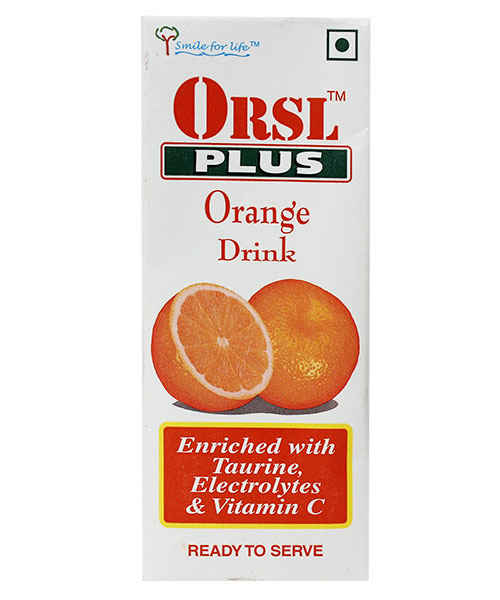 Smile for life™
ORSL™
PLUS
Orange
Drink
Enriched with
Taurine,
Electrolytes
& Vitamin C
READY TO SERVE